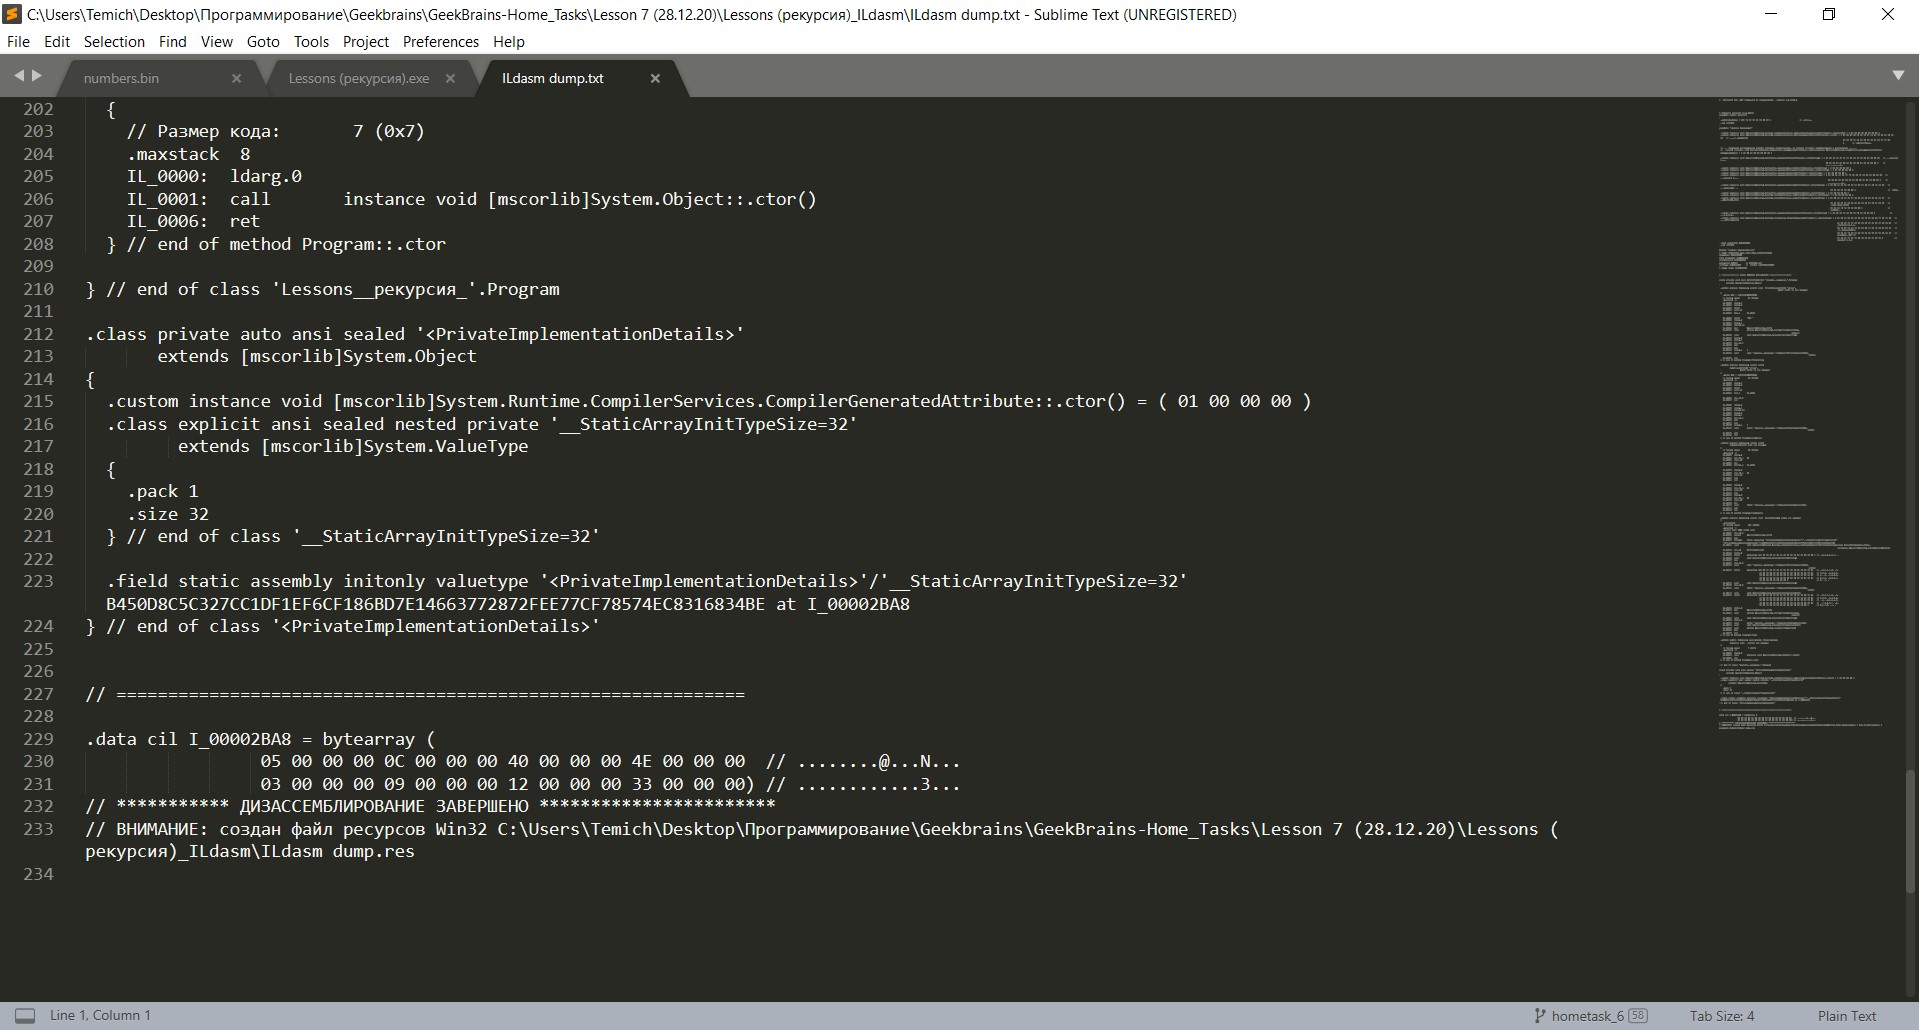 C:\Users\Temich\Desktop\Программирование\Geekbrains\GeekBrains-Home_Tasks\Lesson 7 (28.12.20)\Lessons (рекурсия)_ILdasm\ILdasm dump.txt - Sublime Text (UNREGISTERED)
File Edit Selection Find View Goto Tools Project Preferences Help
numbers.bin Lessons (рекурсия).exe ILdasm dump.txt
202 {
203 // Размер кода: 7 (0x7)
204 .maxstack 8
205 IL_0000: ldarg.0
206 IL_0001: call instance void [mscorlib]System.Object::.ctor()
207 IL_0006: ret
208 } // end of method Program::.ctor
209
210 } // end of class 'Lessons__рекурсия_'.Program
211
212 .class private auto ansi sealed '<PrivateImplementationDetails>'
213 extends [mscorlib]System.Object
214 {
215 .custom instance void [mscorlib]System.Runtime.CompilerServices.CompilerGeneratedAttribute::.ctor() = ( 01 00 00 00 )
216 .class explicit ansi sealed nested private '__StaticArrayInitTypeSize=32'
217 extends [mscorlib]System.ValueType
218 {
219 .pack 1
220 .size 32
221 } // end of class '__StaticArrayInitTypeSize=32'
222
223 .field static assembly initonly valuetype '<PrivateImplementationDetails>'/'__StaticArrayInitTypeSize=32'
B450D8C5C327CC1DF1EF6CF186BD7E14663772872FEE77CF78574EC8316834BE at I_00002BA8
224 } // end of class '<PrivateImplementationDetails>'
225
226
227 // =============================================================
228
229 .data cil I_00002BA8 = bytearray (
230 05 00 00 00 0C 00 00 00 40 00 00 00 4E 00 00 00 // ........@...N...
231 03 00 00 00 09 00 00 00 12 00 00 00 33 00 00 00) // ............3...
232 // *********** ДИЗАССЕМБЛИРОВАНИЕ ЗАВЕРШЕНО ***********************
233 // ВНИМАНИЕ: создан файл ресурсов Win32 C:\Users\Temich\Desktop\Программирование\Geekbrains\GeekBrains-Home_Tasks\Lesson 7 (28.12.20)\Lessons (
рекурсия)_ILdasm\ILdasm dump.res
234
Line 1, Column 1 hometask_6 58 Tab Size: 4 Plain Text